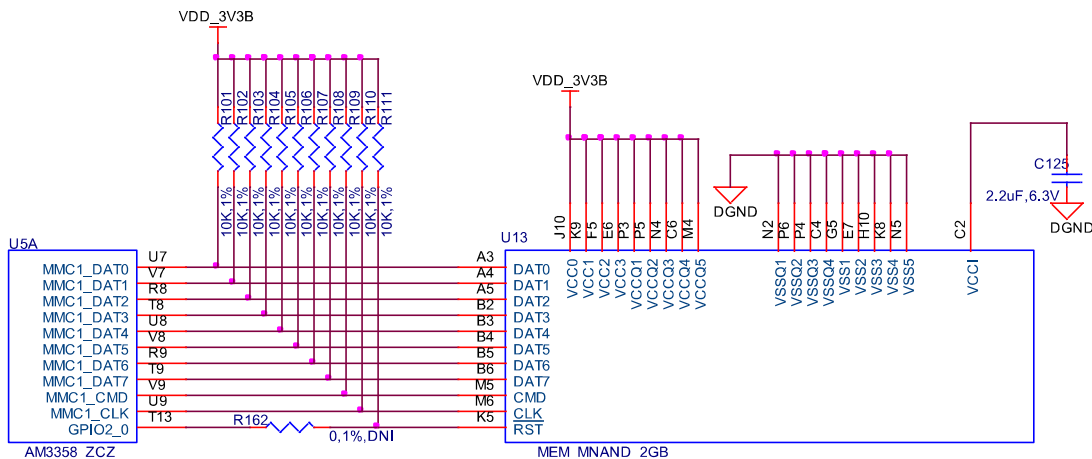 VDD_3V3B
R101
R102
R103
R104
R105
R106
R107
R108
R109
R110
R111
10K,1%
10K,1%
10K,1%
10K,1%
10K,1%
10K,1%
10K,1%
10K,1%
10K,1%
10K,1%
10K,1%
U5A
MMC1_DAT0 U7
MMC1_DAT1 V7
MMC1_DAT2 R8
MMC1_DAT3 T8
MMC1_DAT4 U8
MMC1_DAT5 V8
MMC1_DAT6 R9
MMC1_DAT7 T9
MMC1_CMD V9
MMC1_CLK U9
GPIO2_0 T13
AM3358_ZCZ
R162
0,1%,DNI
U13
A3 DAT0
A4 DAT1
A5 DAT2
B2 DAT3
B3 DAT4
B4 DAT5
B5 DAT6
B6 DAT7
M5 CMD
M6 CLK
K5 RST
MEM_MNAND_2GB
VDD_3V3B
J10 VCC0
K9 VCC1
F5 VCC2
E6 VCC3
P3 VCCQ1
P5 VCCQ2
N4 VCCQ3
C6 VCCQ4
M4 VCCQ5
DGND
N2 VSSQ1
P6 VSSQ2
P4 VSSQ3
C4 VSSQ4
G5 VSS1
E7 VSS2
H10 VSS3
K8 VSS4
N5 VSS5
C2 VCCI
C125
2.2uF,6.3V
DGND